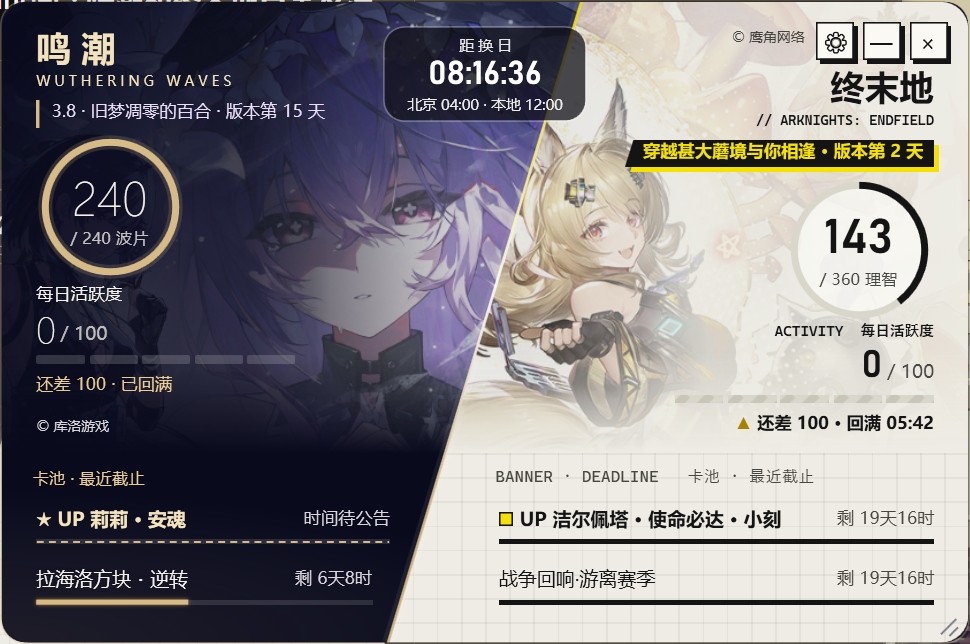 鸣潮
WUTHERING WAVES
3.8 · 旧梦凋零的百合 · 版本第 15 天
240
/ 240 波片
每日活跃度
0 / 100
还差 100 · 已回满
© 库洛游戏
卡池 · 最近截止
★ UP 莉莉 • 安魂 时间待公告
拉海洛方块 · 逆转 剩 6天8时
距换日
08:16:36
北京 04:00 · 本地 12:00
© 鹰角网络
终末地
// ARKNIGHTS: ENDFIELD
穿越甚大蘑境与你相逢 • 版本第 2 天
143
/ 360 理智
ACTIVITY 每日活跃度
0 / 100
▲ 还差 100 • 回满 05:42
BANNER · DEADLINE 卡池 · 最近截止
UP 洁尔佩塔 • 使命必达 • 小刻 剩 19天16时
战争回响·游离赛季 剩 19天16时